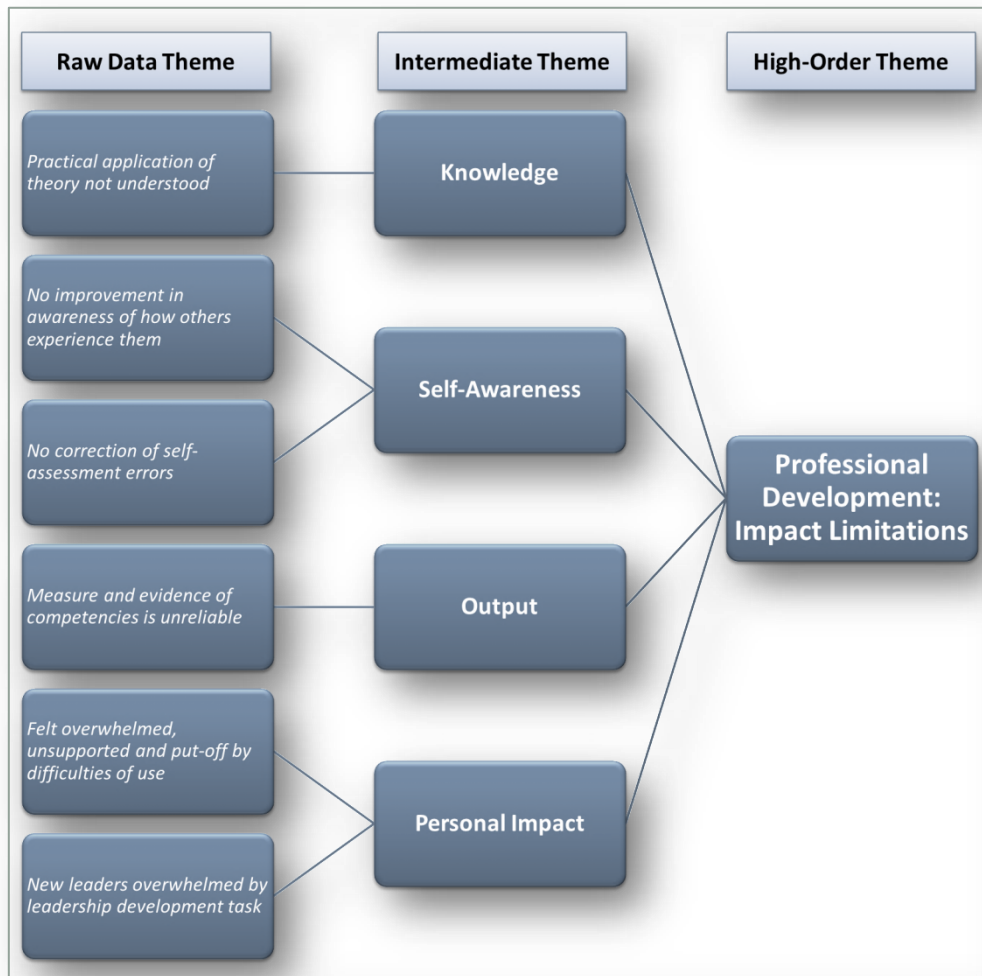 Raw Data Theme
Intermediate Theme
High-Order Theme
Practical application of
theory not understood
Knowledge
No improvement in
awareness of how others
experience them
Self-Awareness
No correction of self-
assessment errors
Professional
Development:
Impact Limitations
Measure and evidence of
competencies is unreliable
Output
Felt overwhelmed,
unsupported and put-off by
difficulties of use
Personal Impact
New leaders overwhelmed by
leadership development task